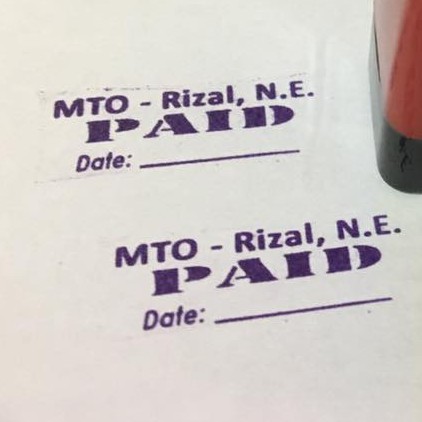 MTO - Rizal, N.E.
PAID
Date:
MTO - Rizal, N.E.
PAID
Date: